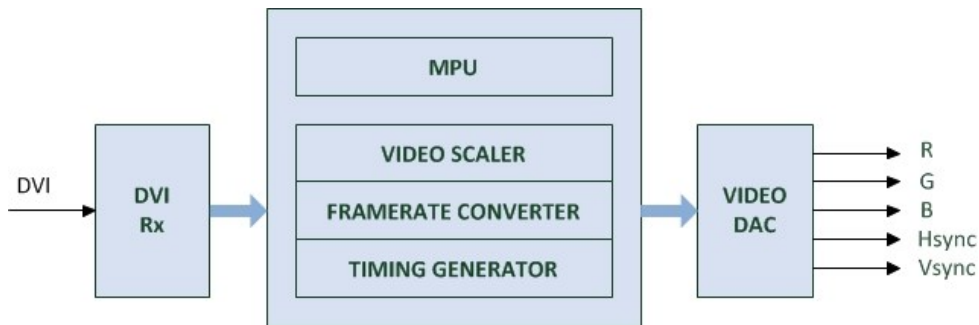 DVI
DVI
Rx
MPU
VIDEO SCALER
FRAMERATE CONVERTER
TIMING GENERATOR
VIDEO
DAC
R
G
B
Hsync
Vsync